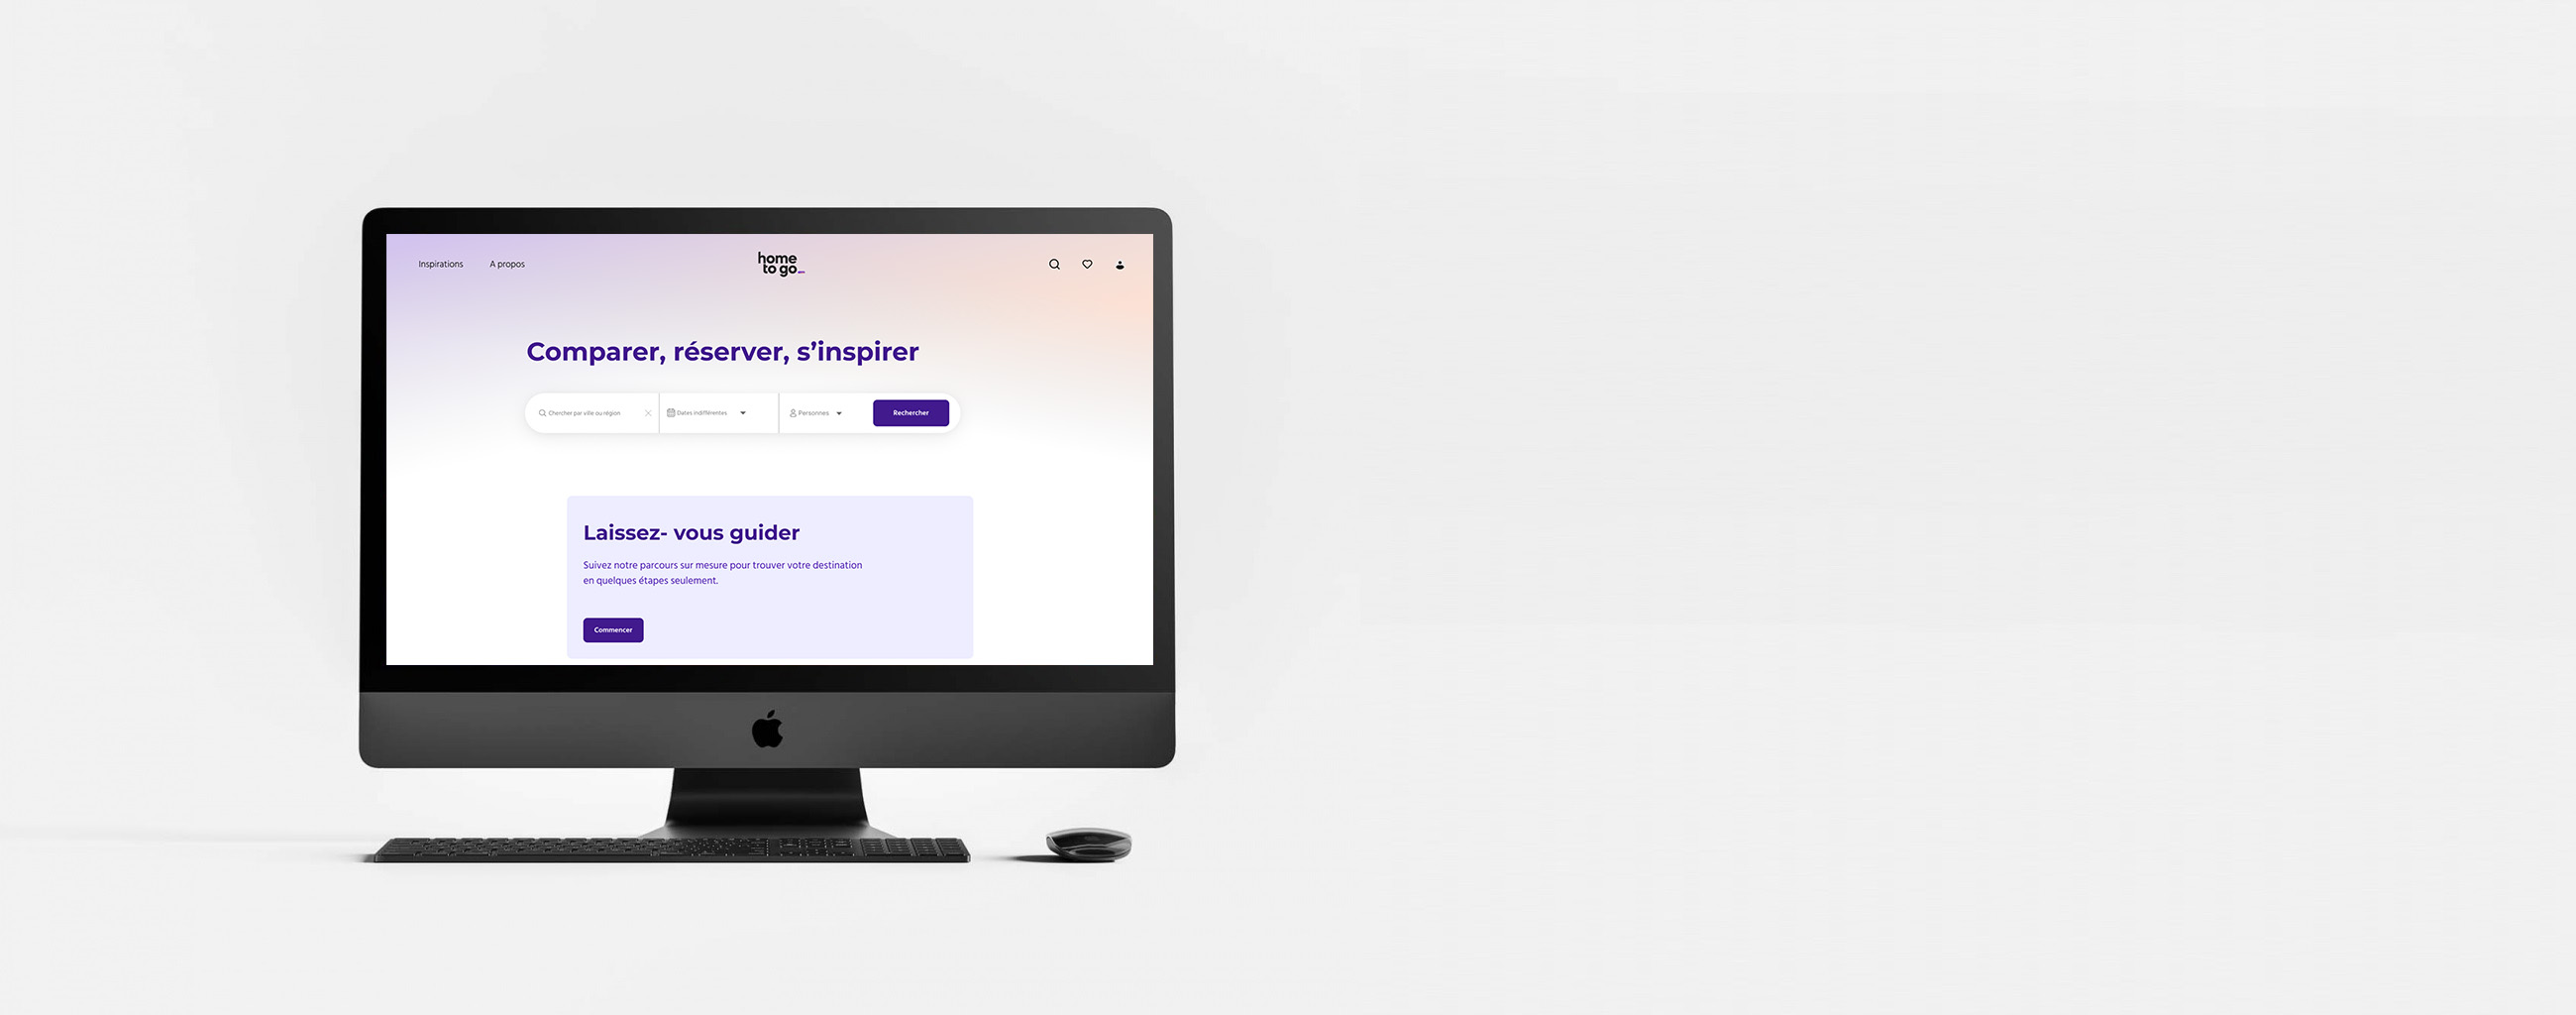 Inspirations
A propos
home
to go
Comparer, réserver, s’inspirer
Chercher par ville ou région
Dates indifférentes
Personnes
Rechercher
Laissez- vous guider
Suivez notre parcours sur mesure pour trouver votre destination
en quelques étapes seulement.
Commencer